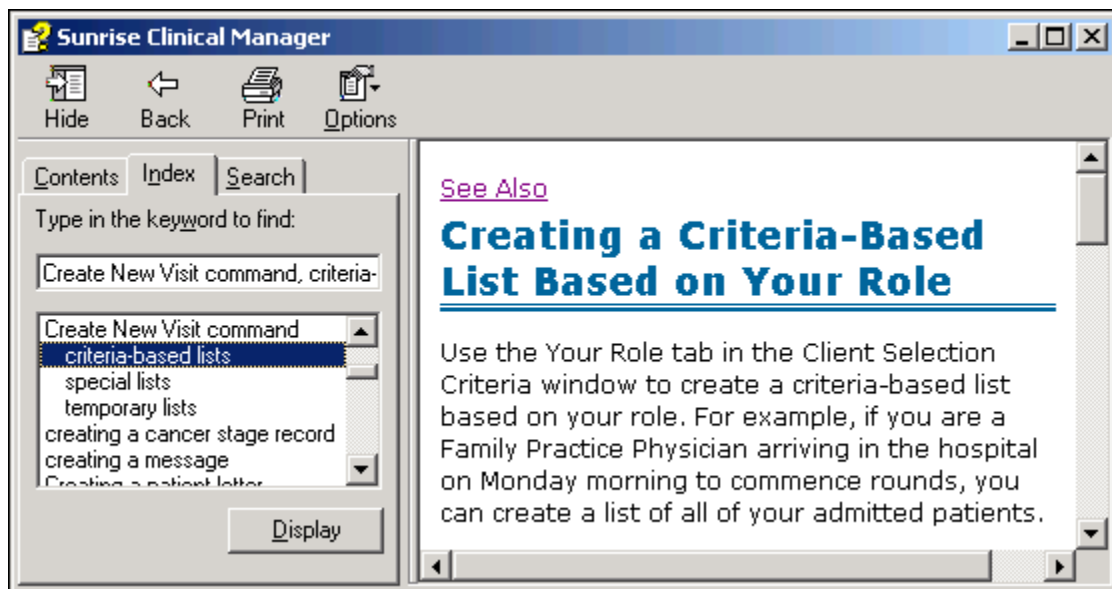 Sunrise Clinical Manager
Hide Back Print Options
Contents Index Search
Type in the keyword to find:
Create New Visit command, criteria-
Create New Visit command
criteria-based lists
special lists
temporary lists
creating a cancer stage record
creating a message
Creating a patient letter
Display
See Also
Creating a Criteria-Based
List Based on Your Role
Use the Your Role tab in the Client Selection
Criteria window to create a criteria-based list
based on your role. For example, if you are a
Family Practice Physician arriving in the hospital
on Monday morning to commence rounds, you
can create a list of all of your admitted patients.